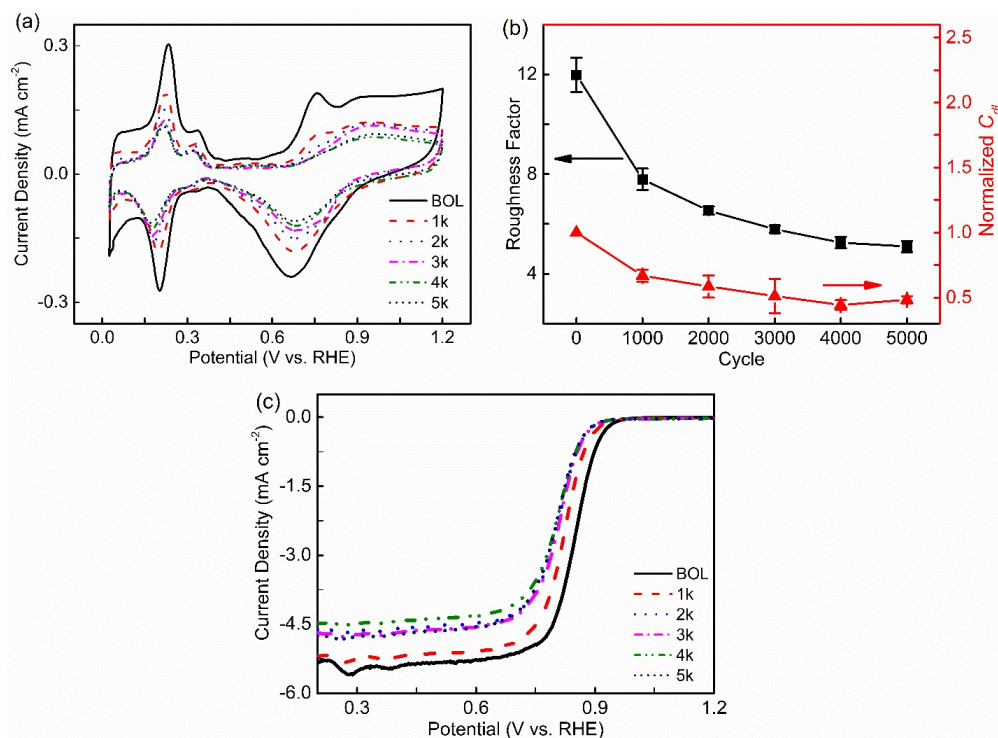 (a)
0.3
0.0
-0.3
Current Density (mA cm⁻²)
BOL
1k
2k
3k
4k
5k
0.0 0.3 0.6 0.9 1.2
Potential (V vs. RHE)
(b)
12
8
4
Roughness Factor
2.5
2.0
1.5
1.0
0.5
Normalized C_dl
0 1000 2000 3000 4000 5000
Cycle
(c)
0.0
-1.5
-3.0
-4.5
-6.0
Current Density (mA cm⁻²)
BOL
1k
2k
3k
4k
5k
0.3 0.6 0.9 1.2
Potential (V vs. RHE)